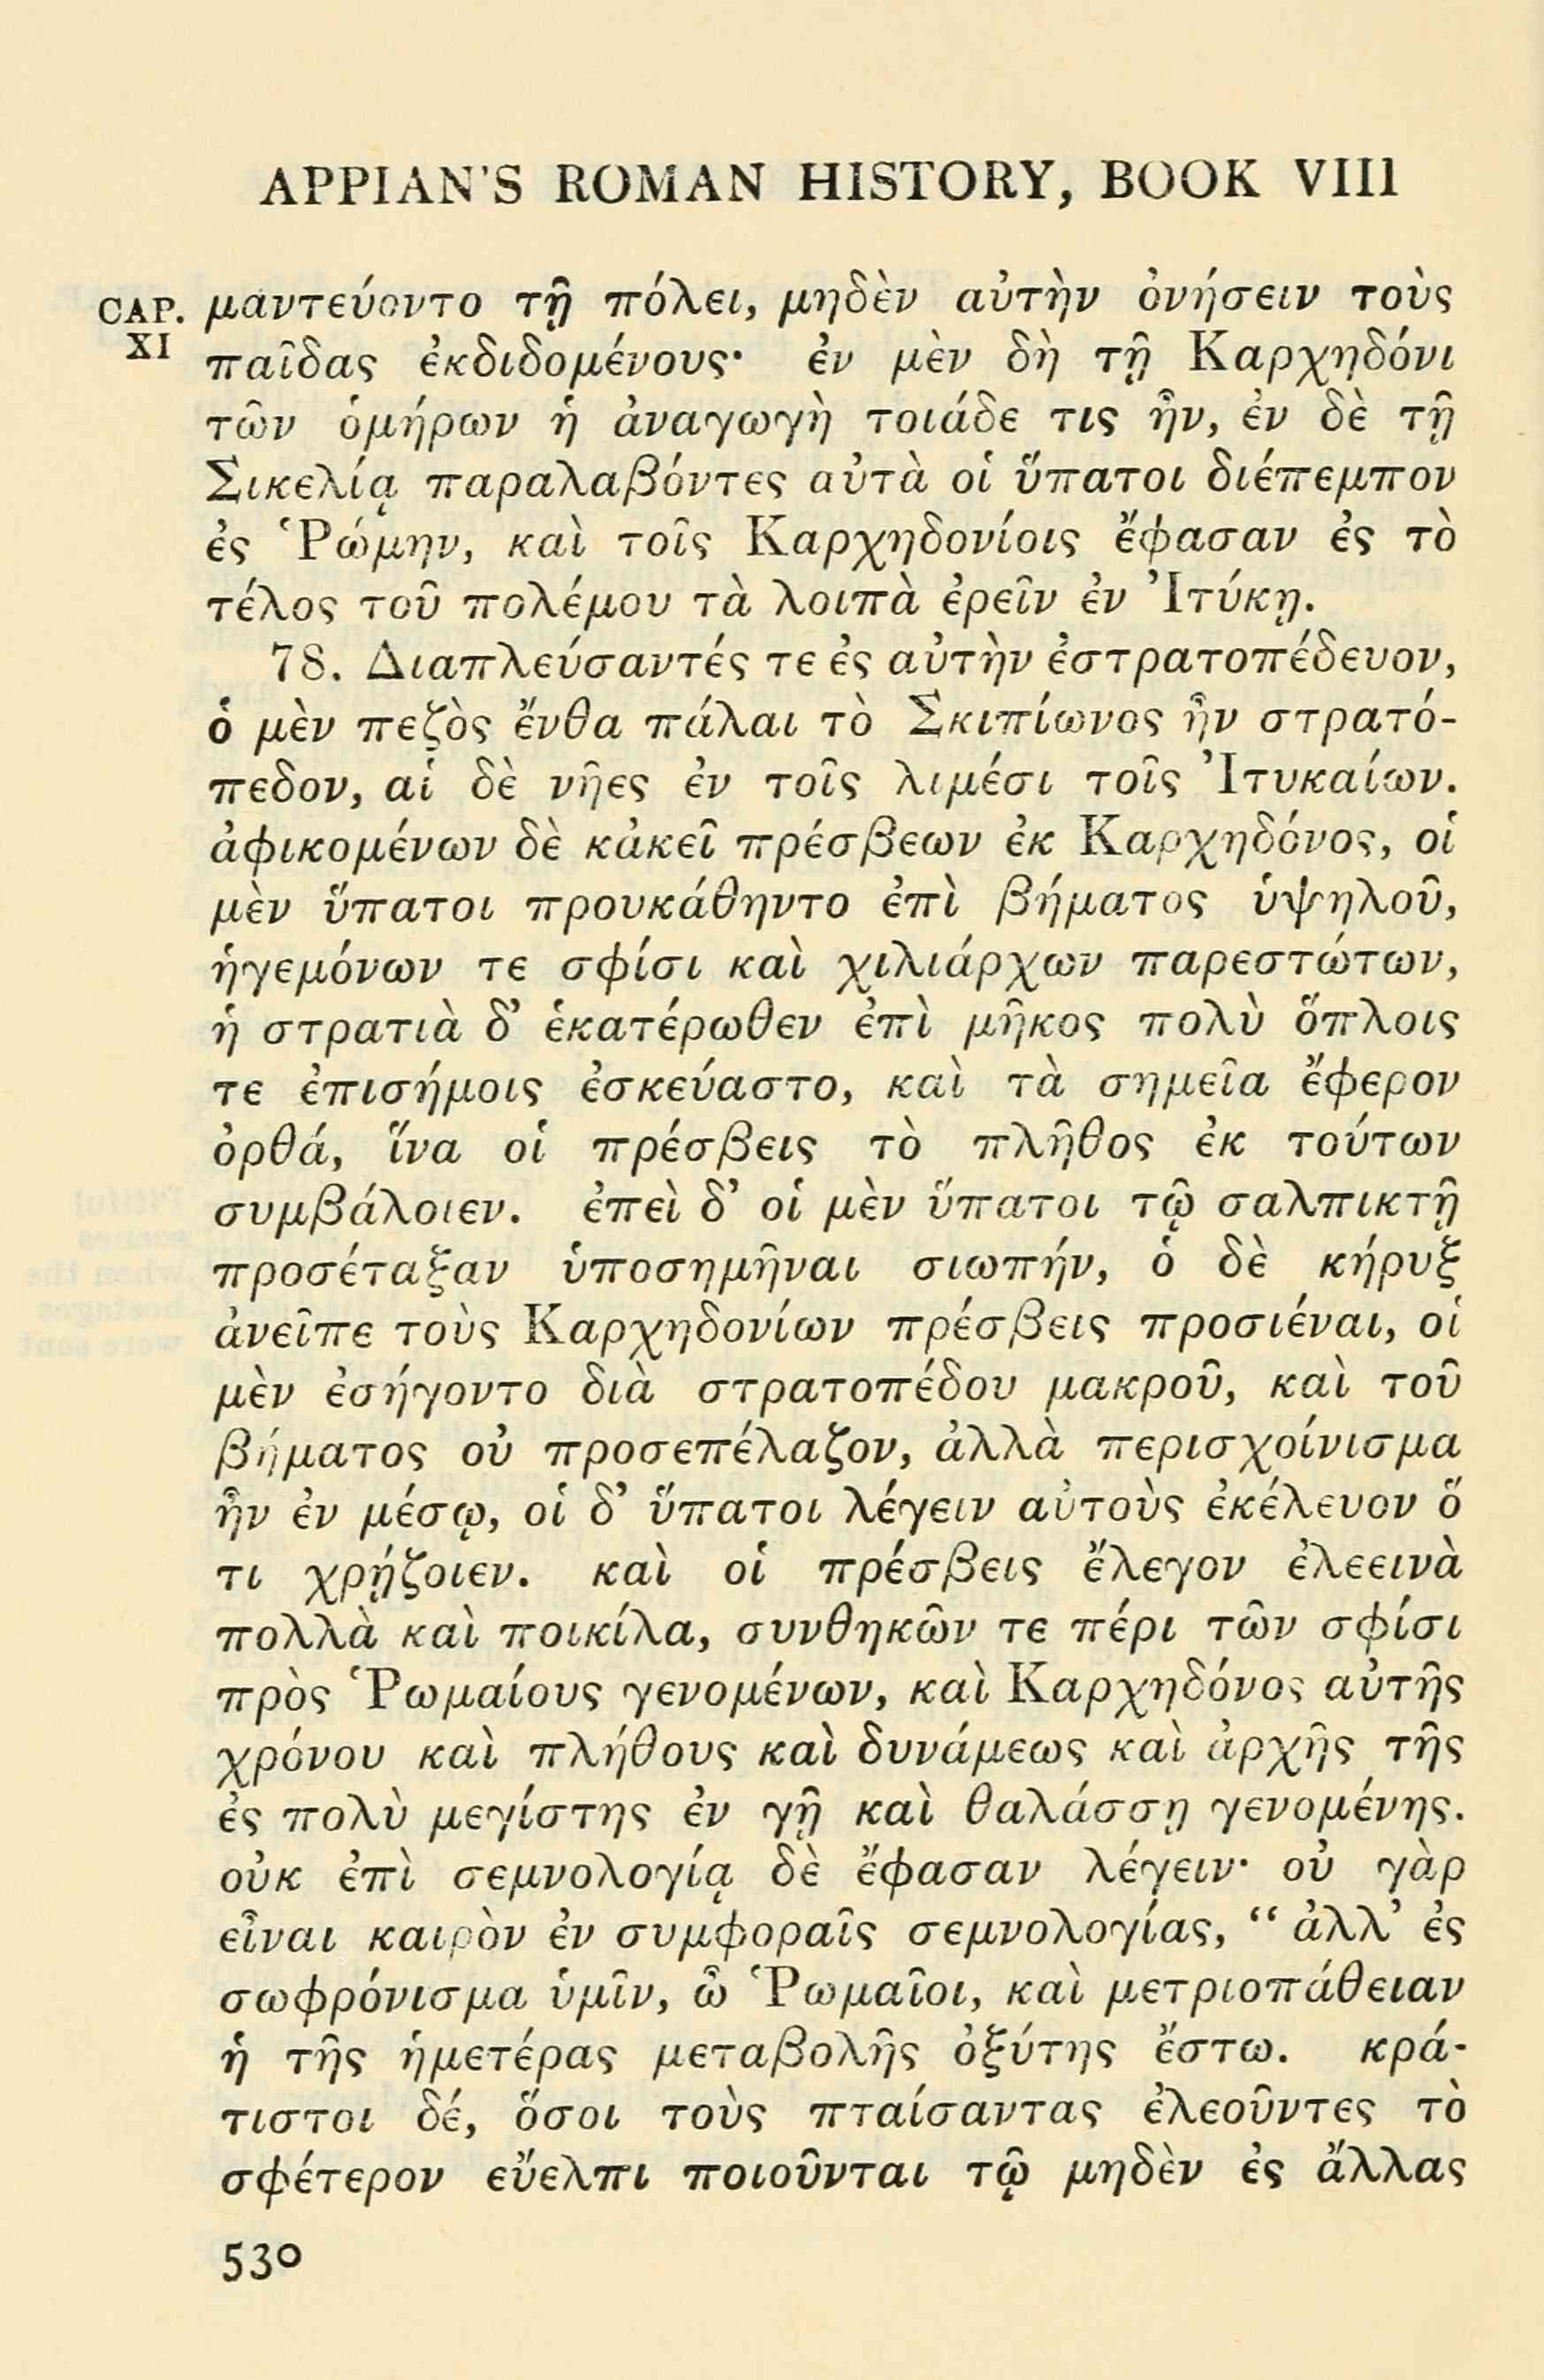 APPIAN'S ROMAN HISTORY, BOOK VIII
CAP. XI
μαντεύοντο τῇ πόλει, μηδὲν αὐτὴν ὀνήσειν τοὺς
παῖδας ἐκδιδομένους· ἐν μὲν δὴ τῇ Καρχηδόνι
τῶν ὁμήρων ἡ ἀναγωγὴ τοιάδε τις ἦν, ἐν δὲ τῇ
Σικελίᾳ παραλαβόντες αὐτὰ οἱ ὕπατοι διέπεμπον
ἐς Ῥώμην, καὶ τοῖς Καρχηδονίοις ἔφασαν ἐς τὸ
τέλος τοῦ πολέμου τὰ λοιπὰ ἐρεῖν ἐν Ἰτύκῃ.
78. Διαπλεύσαντές τε ἐς αὐτὴν ἐστρατοπέδευον,
ὁ μὲν πεζὸς ἔνθα πάλαι τὸ Σκιπίωνος ἦν στρατό-
πεδον, αἱ δὲ νῆες ἐν τοῖς λιμέσι τοῖς Ἰτυκαίων.
ἀφικομένων δὲ κἀκεῖ πρέσβεων ἐκ Καρχηδόνος, οἱ
μὲν ὕπατοι προυκάθηντο ἐπὶ βήματος ὑψηλοῦ,
ἡγεμόνων τε σφίσι καὶ χιλιάρχων παρεστώτων,
ἡ στρατιὰ δ' ἑκατέρωθεν ἐπὶ μῆκος πολὺ ὅπλοις
τε ἐπισήμοις ἐσκεύαστο, καὶ τὰ σημεῖα ἔφερον
ὀρθά, ἵνα οἱ πρέσβεις τὸ πλῆθος ἐκ τούτων
συμβάλοιεν. ἐπεὶ δ' οἱ μὲν ὕπατοι τῷ σαλπικτῇ
προσέταξαν ὑποσημῆναι σιωπήν, ὁ δὲ κήρυξ
ἀνεῖπε τοὺς Καρχηδονίων πρέσβεις προσιέναι, οἱ
μὲν ἐσήγοντο διὰ στρατοπέδου μακροῦ, καὶ τοῦ
βήματος οὐ προσεπέλαζον, ἀλλὰ περισχοίνισμα
ἦν ἐν μέσῳ, οἱ δ' ὕπατοι λέγειν αὐτοὺς ἐκέλευον ὅ
τι χρῄζοιεν. καὶ οἱ πρέσβεις ἔλεγον ἐλεεινὰ
πολλὰ καὶ ποικίλα, συνθηκῶν τε πέρι τῶν σφίσι
πρὸς Ῥωμαίους γενομένων, καὶ Καρχηδόνος αὐτῆς
χρόνου καὶ πλήθους καὶ δυνάμεως καὶ ἀρχῆς τῆς
ἐς πολὺ μεγίστης ἐν γῇ καὶ θαλάσσῃ γενομένης.
οὐκ ἐπὶ σεμνολογίᾳ δὲ ἔφασαν λέγειν· οὐ γὰρ
εἶναι καιρὸν ἐν συμφοραῖς σεμνολογίας, “ ἀλλ' ἐς
σωφρόνισμα ὑμῖν, ὦ Ῥωμαῖοι, καὶ μετριοπάθειαν
ἡ τῆς ἡμετέρας μεταβολῆς ὀξύτης ἔστω. κρά-
τιστοι δέ, ὅσοι τοὺς πταίσαντας ἐλεοῦντες τὸ
σφέτερον εὔελπι ποιοῦνται τῷ μηδὲν ἐς ἄλλας
530